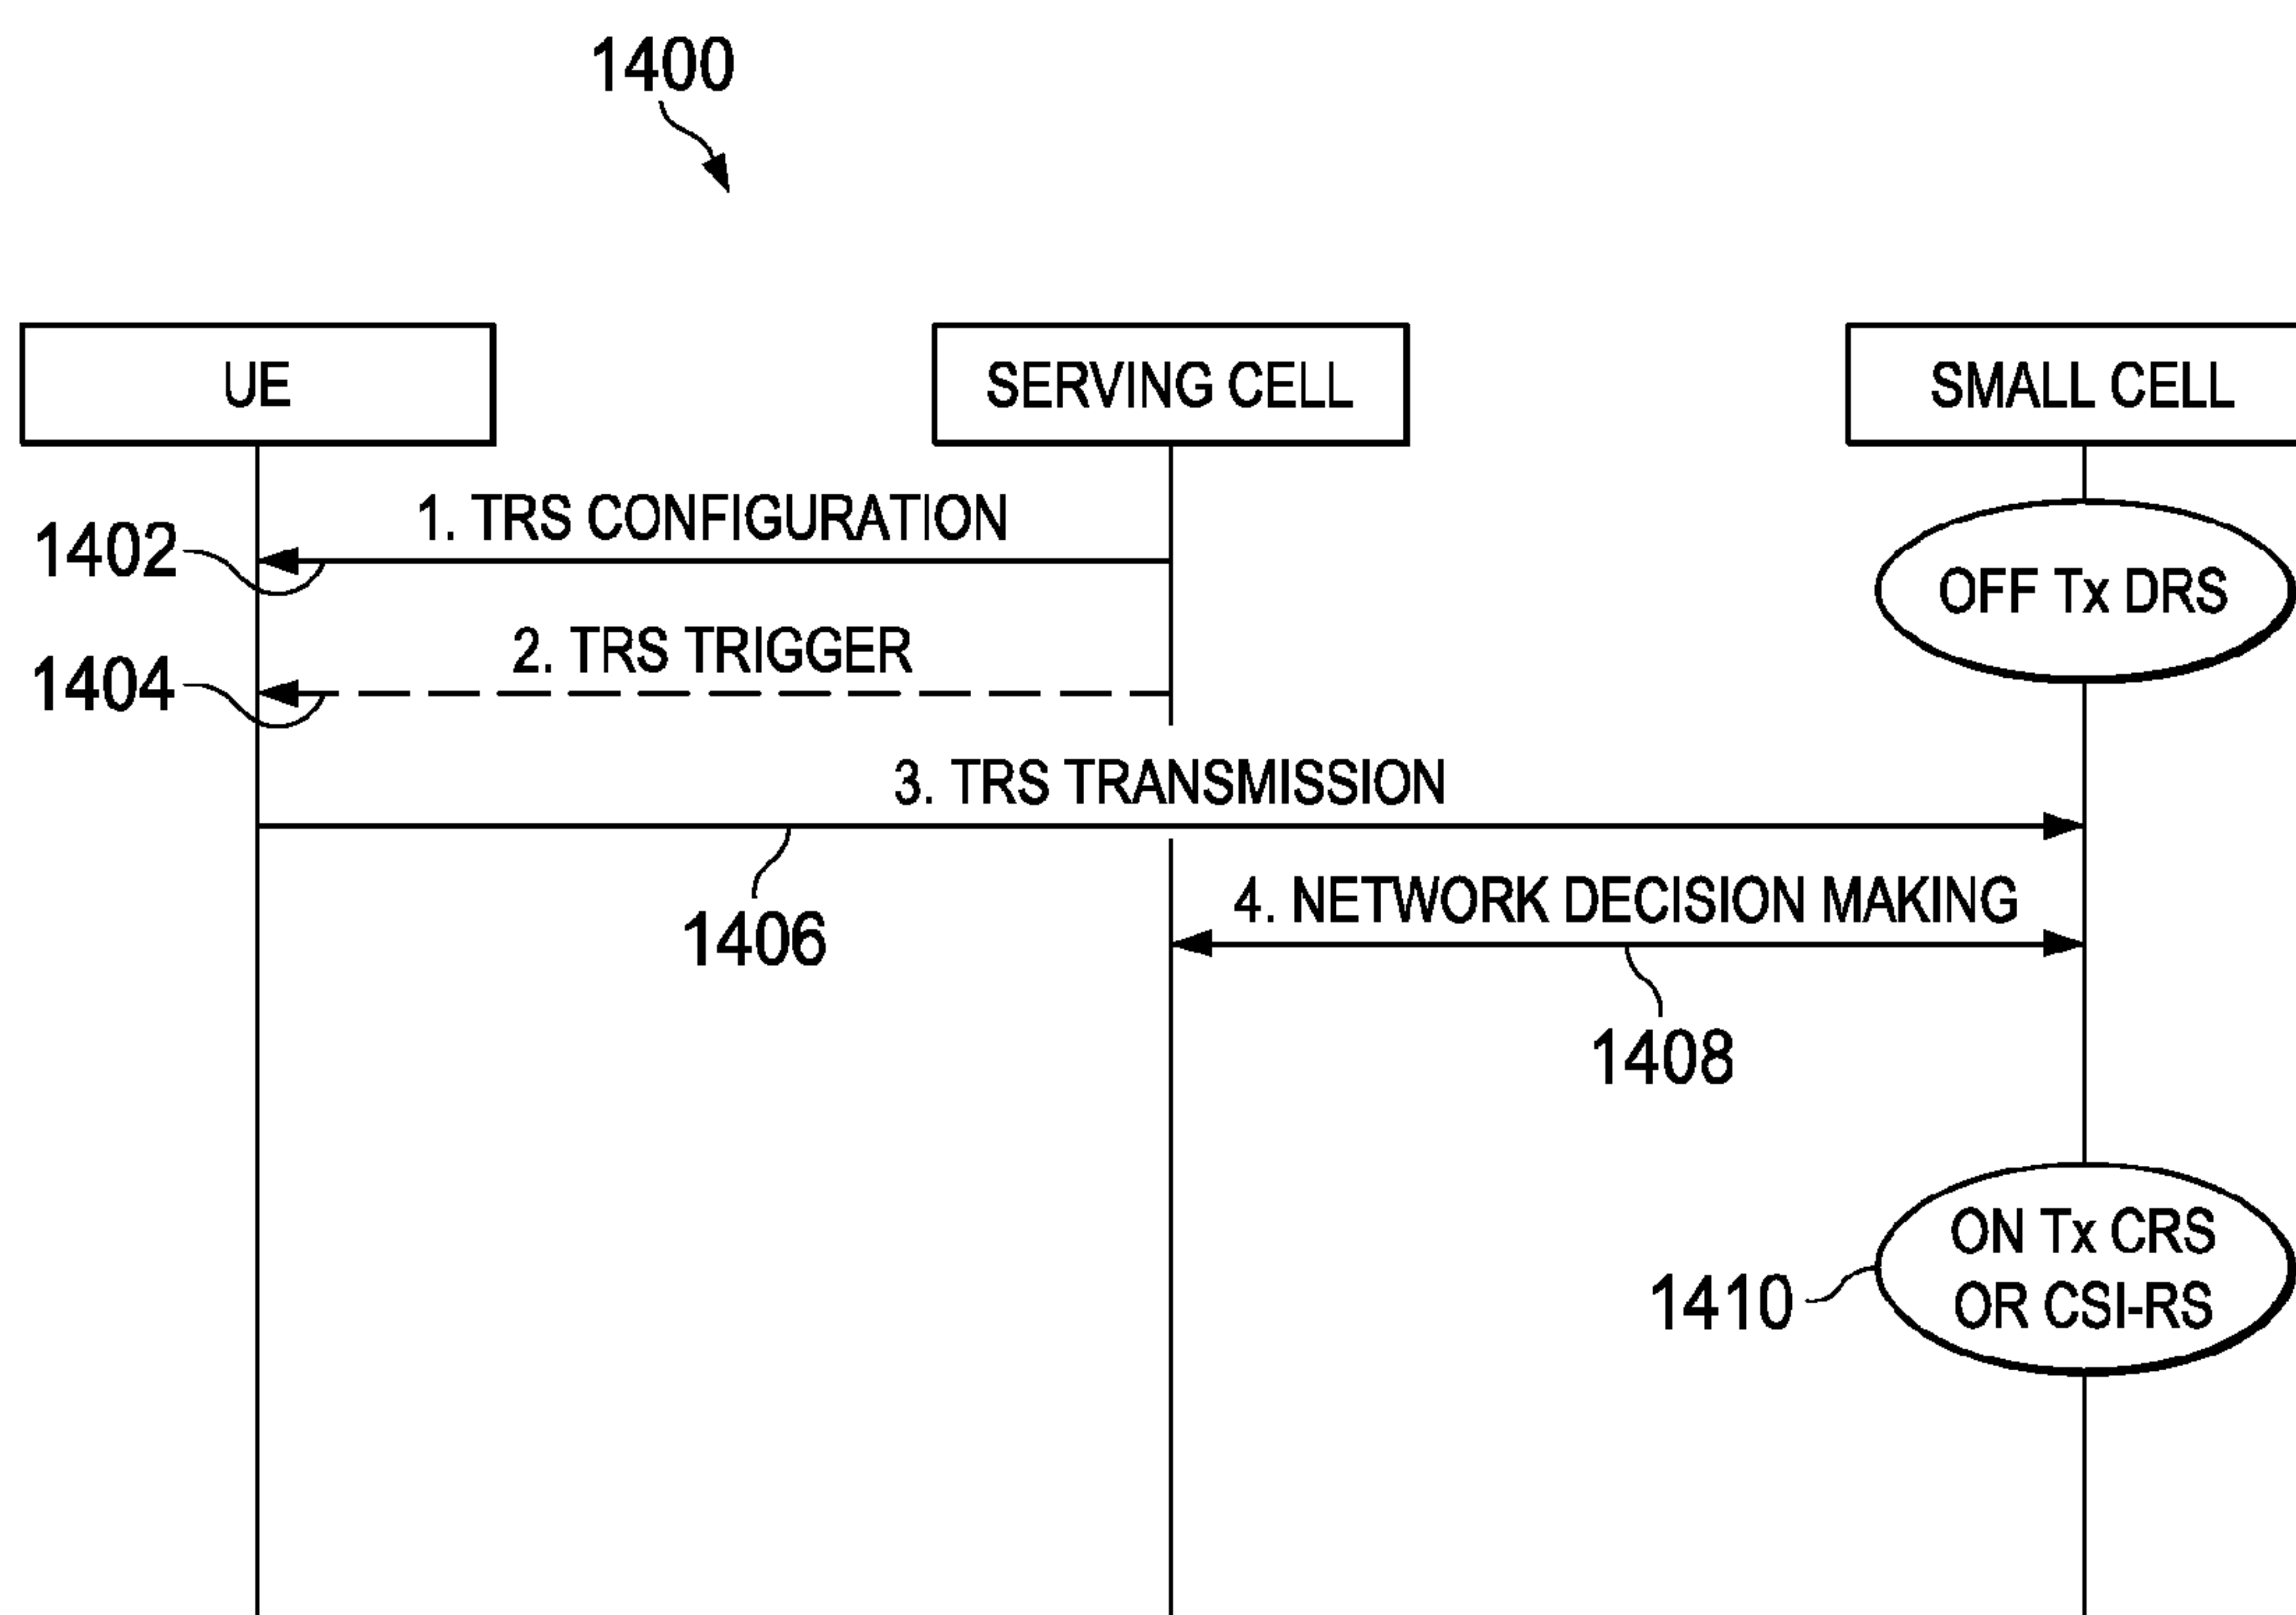 1400
UE
SERVING CELL
SMALL CELL
1. TRS CONFIGURATION
1402
OFF Tx DRS
2. TRS TRIGGER
1404
3. TRS TRANSMISSION
1406
4. NETWORK DECISION MAKING
1408
ON Tx CRS
OR CSI-RS
1410